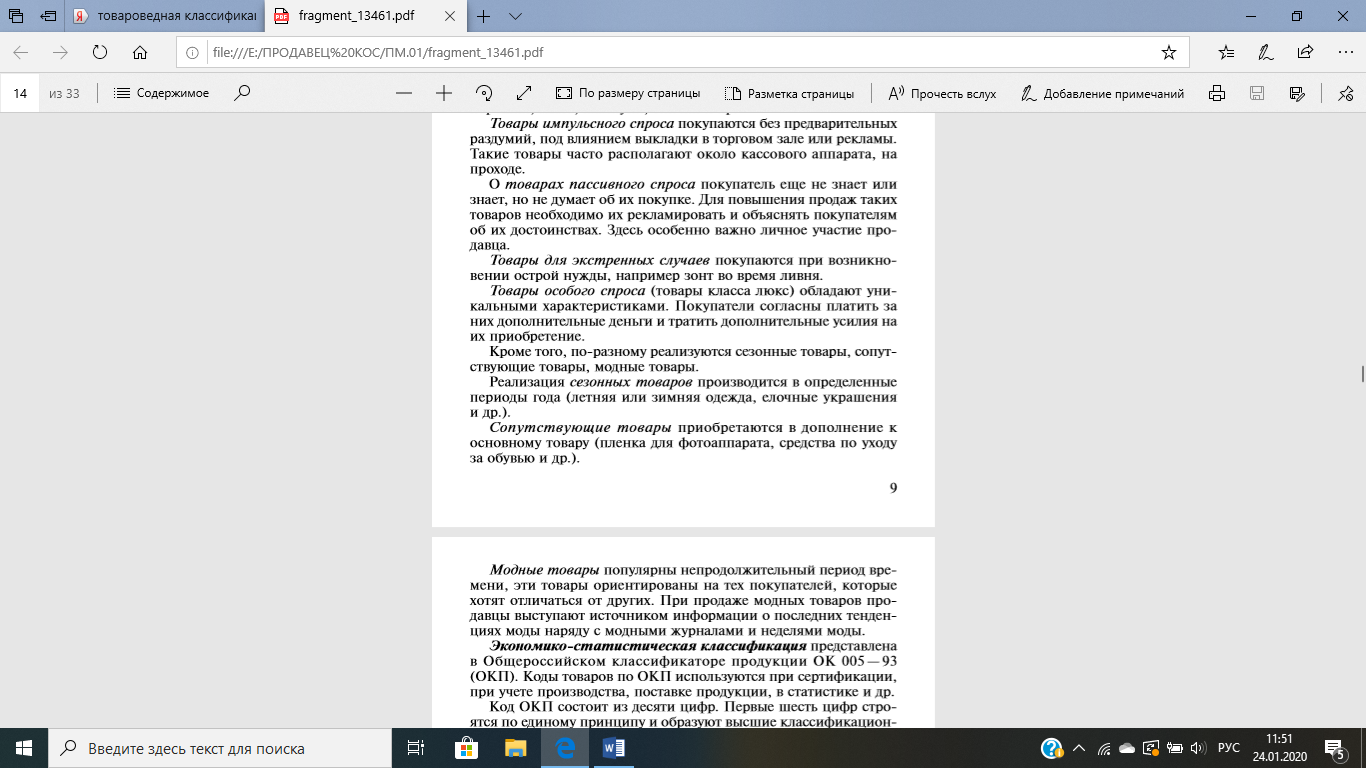 товароведная классифика
fragment_13461.pdf
file:///E:/ПРОДАВЕЦ%20КОС/ПМ.01/fragment_13461.pdf
14 из 33 Содержимое По размеру страницы Разметка страницы Прочесть вслух Добавление примечаний
Товары импульсного спроса покупаются без предварительных
раздумий, под влиянием выкладки в торговом зале или рекламы.
Такие товары часто располагают около кассового аппарата, на
проходе.
О товарах пассивного спроса покупатель еще не знает или
знает, но не думает об их покупке. Для повышения продаж таких
товаров необходимо их рекламировать и объяснять покупателям
об их достоинствах. Здесь особенно важно личное участие про-
давца.
Товары для экстренных случаев покупаются при возникно-
вении острой нужды, например зонт во время ливня.
Товары особого спроса (товары класса люкс) обладают уни-
кальными характеристиками. Покупатели согласны платить за
них дополнительные деньги и тратить дополнительные усилия на
их приобретение.
Кроме того, по-разному реализуются сезонные товары, сопут-
ствующие товары, модные товары.
Реализация сезонных товаров производится в определенные
периоды года (летняя или зимняя одежда, елочные украшения
и др.).
Сопутствующие товары приобретаются в дополнение к
основному товару (пленка для фотоаппарата, средства по уходу
за обувью и др.).
9
Модные товары популярны непродолжительный период вре-
мени, эти товары ориентированы на тех покупателей, которые
хотят отличаться от других. При продаже модных товаров про-
давцы выступают источником информации о последних тенден-
циях моды наряду с модными журналами и неделями моды.
Экономико-статистическая классификация представлена
в Общероссийском классификаторе продукции ОК 005—93
(ОКП). Коды товаров по ОКП используются при сертификации,
при учете производства, поставке продукции, в статистике и др.
Код ОКП состоит из десяти цифр. Первые шесть цифр стро-
ятся по единому принципу и образуют высшие классификацион-
Введите здесь текст для поиска
РУС
11:51
24.01.2020
5